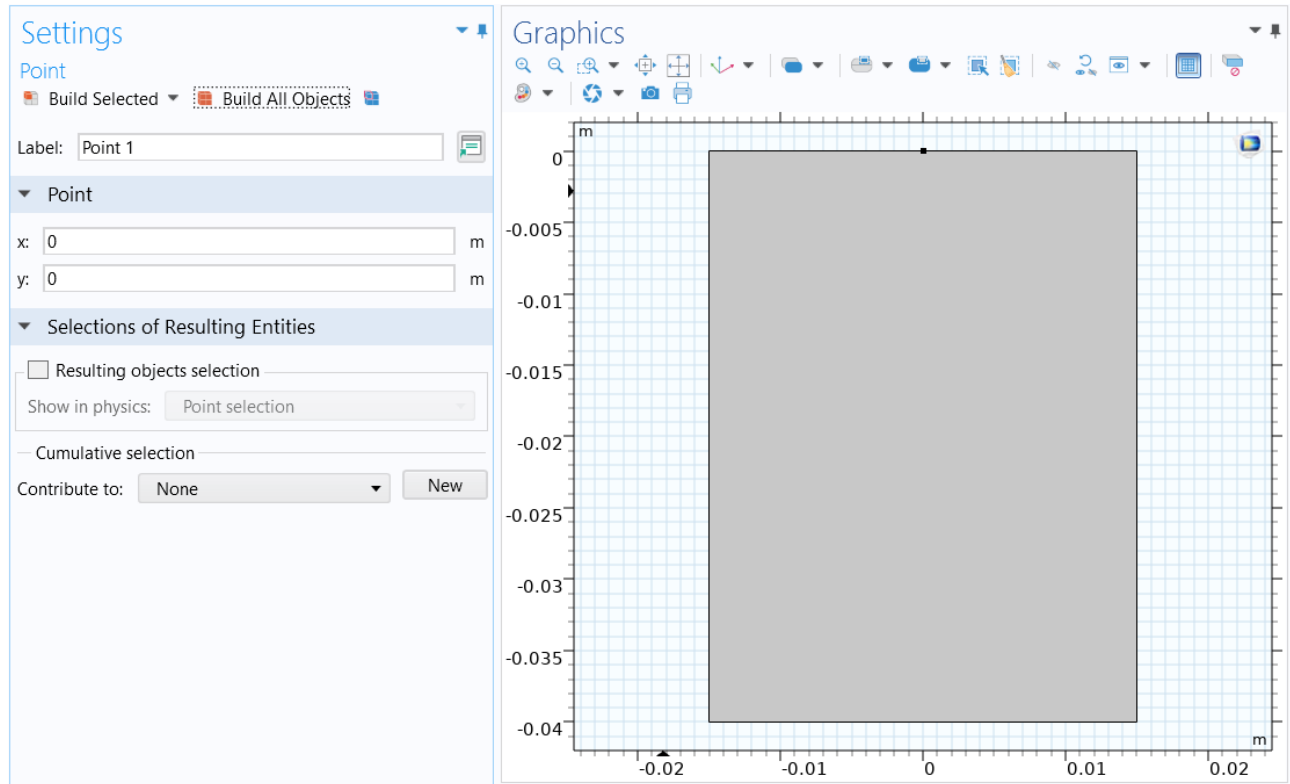 Settings
Point
Build Selected
Build All Objects
Label: Point 1
Point
x: 0 m
y: 0 m
Selections of Resulting Entities
Resulting objects selection
Show in physics: Point selection
Cumulative selection
Contribute to: None New
Graphics
m
0
-0.005
-0.01
-0.015
-0.02
-0.025
-0.03
-0.035
-0.04
m
-0.02 -0.01 0 0.01 0.02